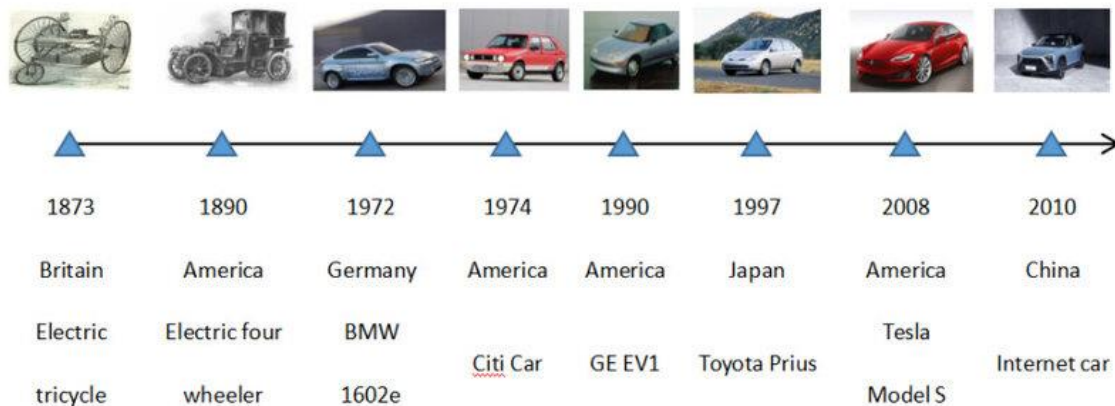 1873 1890 1972 1974 1990 1997 2008 2010
Britain America Germany America America Japan America China
Electric Electric four BMW Tesla
Citi Car GE EV1 Toyota Prius Internet car
tricycle wheeler 1602e Model S